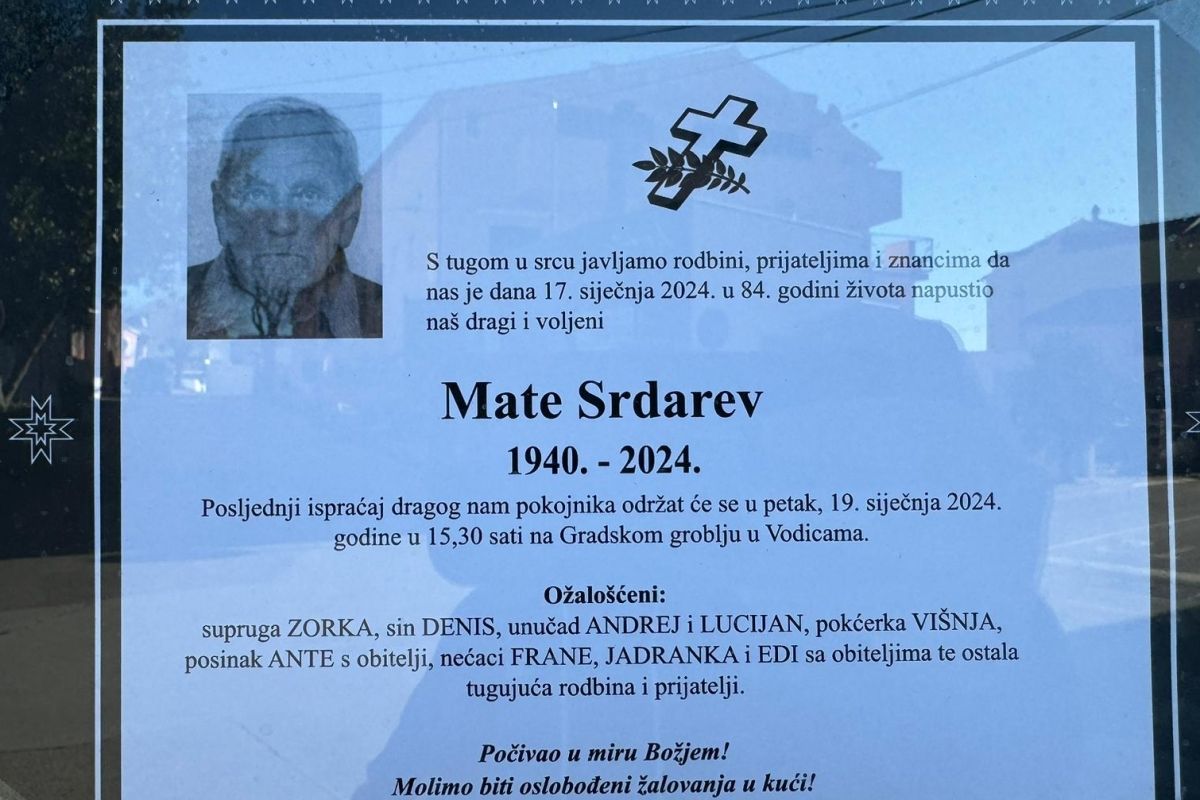 S tugom u srcu javljamo rodbini, prijateljima i znancima da
nas je dana 17. siječnja 2024. u 84. godini života napustio
naš dragi i voljeni
Mate Srdarev
1940. - 2024.
Posljednji ispraćaj dragog nam pokojnika održat će se u petak, 19. siječnja 2024.
godine u 15,30 sati na Gradskom groblju u Vodicama.
Ožalošćeni:
supruga ZORKA, sin DENIS, unučad ANDREJ i LUCIJAN, pokćerka VIŠNJA,
posinak ANTE s obitelji, nećaci FRANE, JADRANKA i EDI sa obiteljima te ostala
tugujuća rodbina i prijatelji.
Počivao u miru Božjem!
Molimo biti oslobođeni žalovanja u kući!